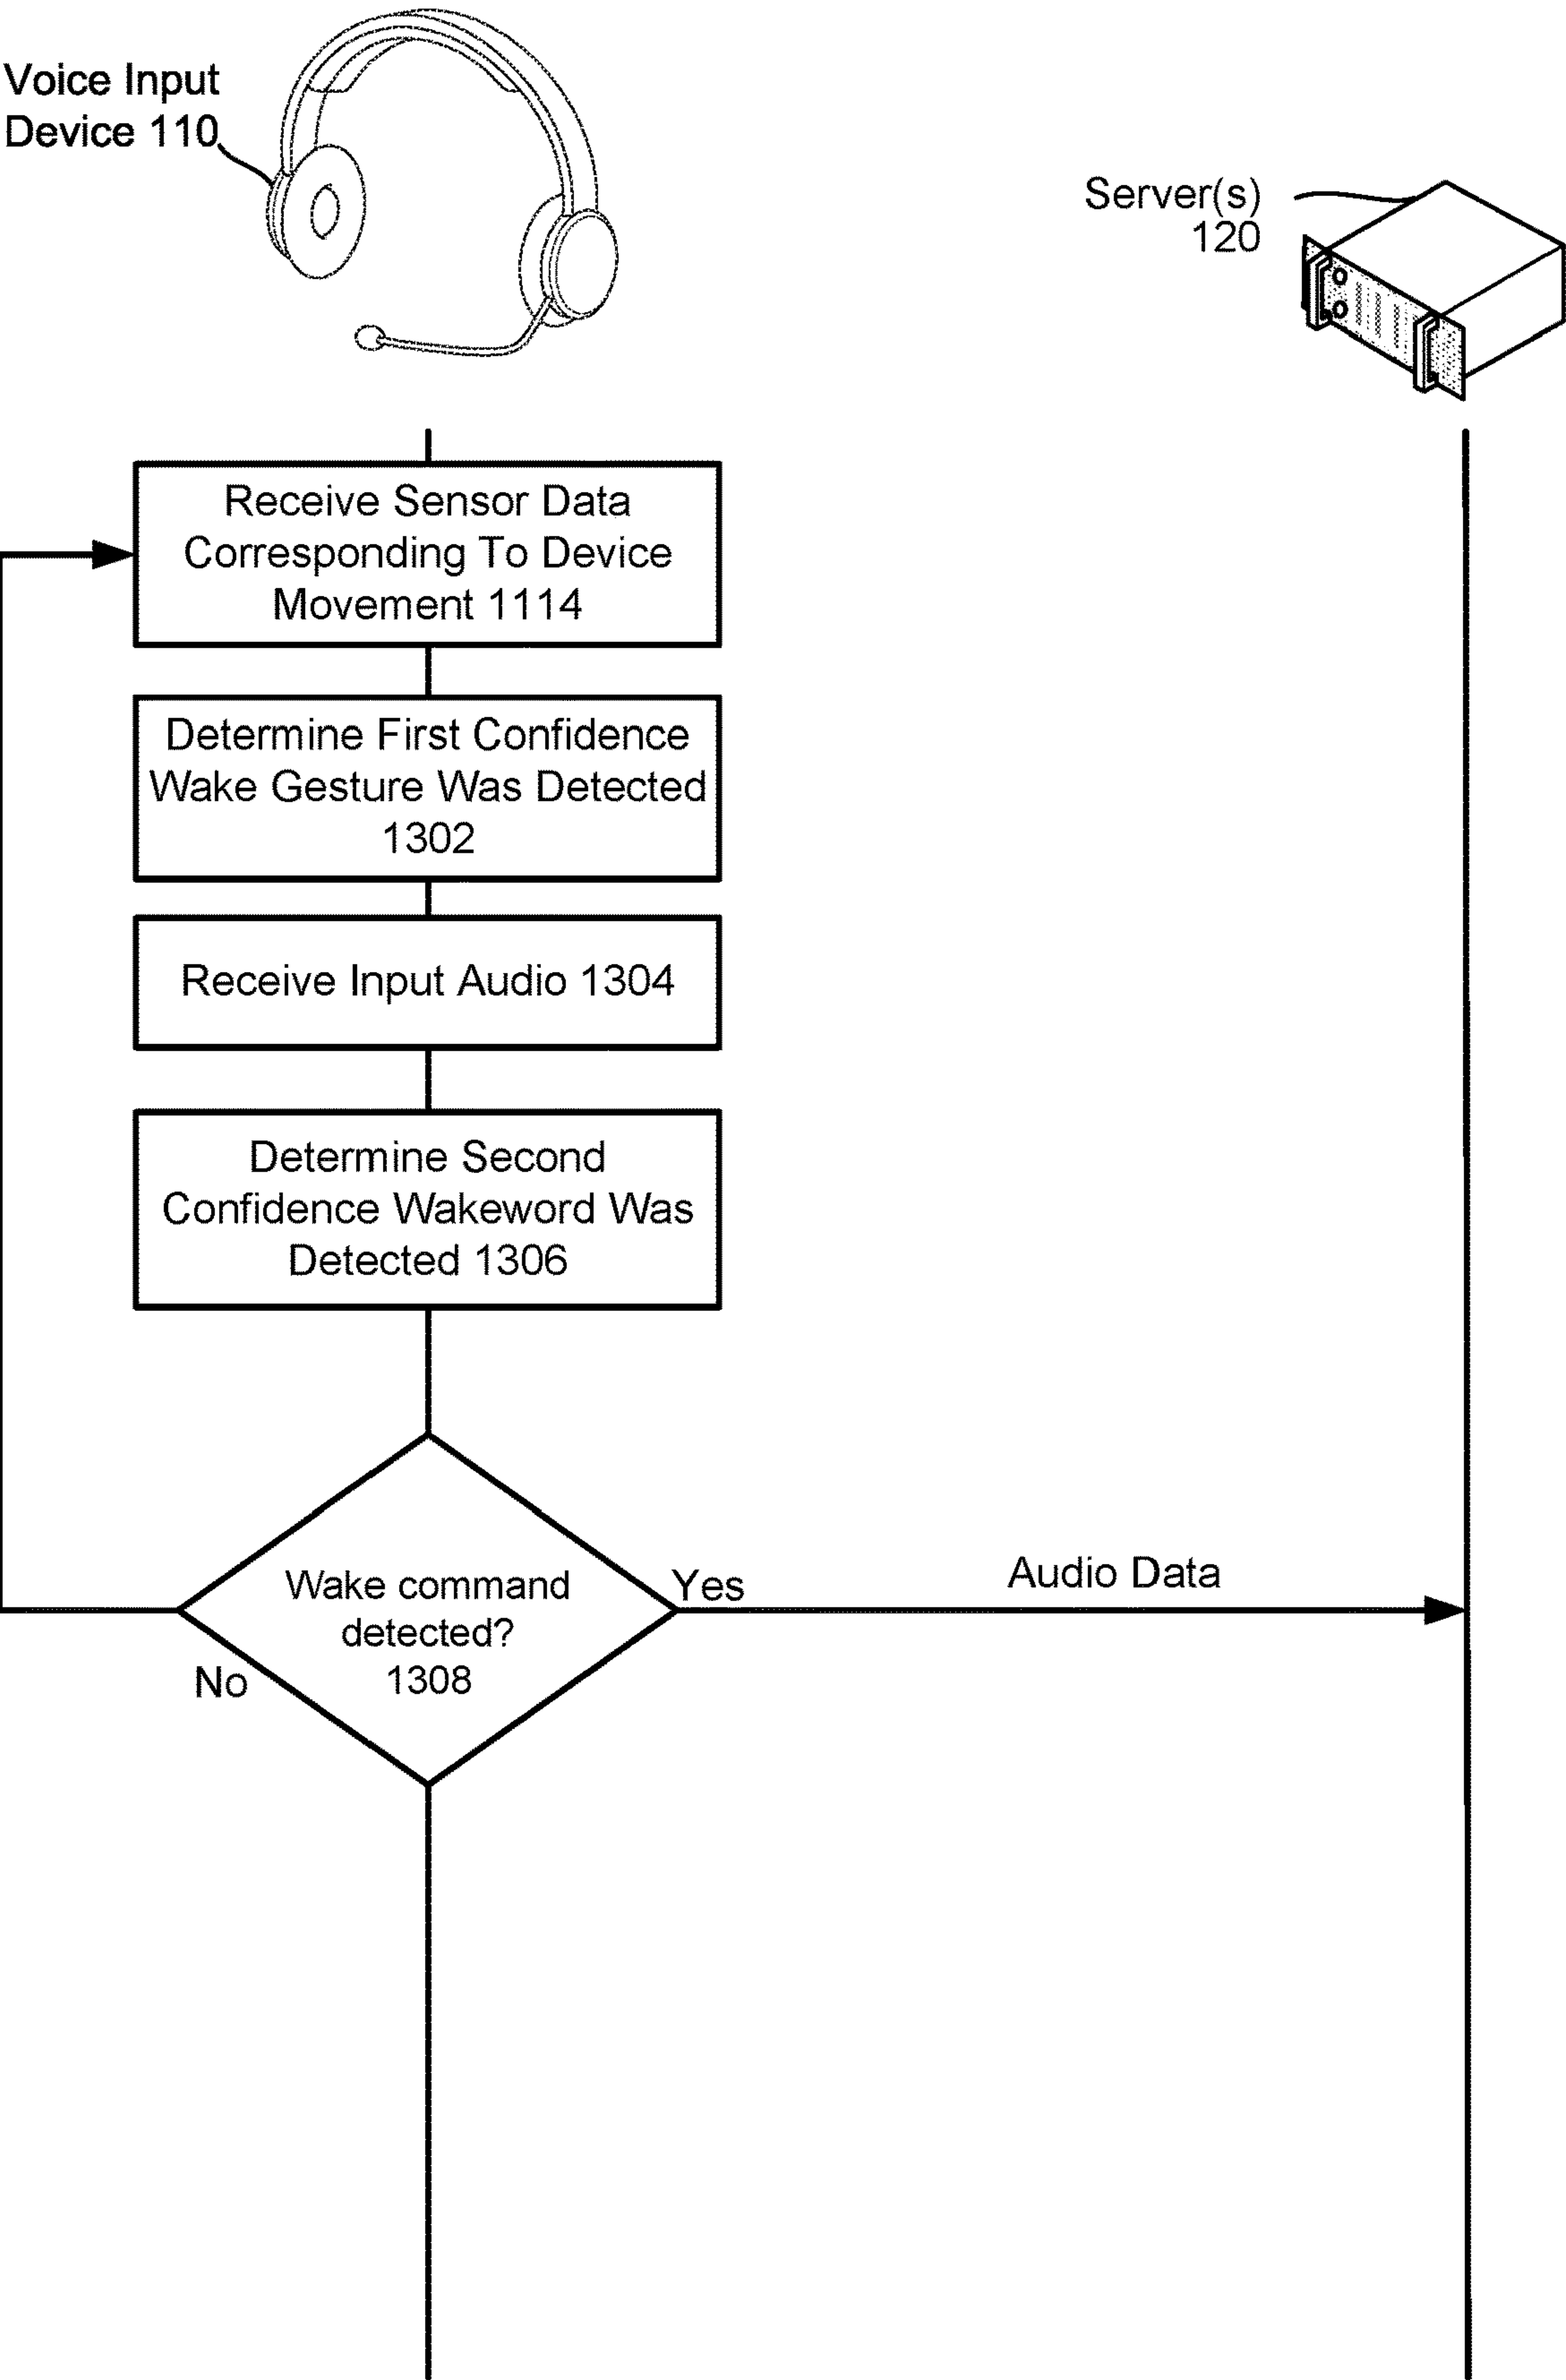 Voice Input
Device 110
Server(s)
120
Receive Sensor Data
Corresponding To Device
Movement 1114
Determine First Confidence
Wake Gesture Was Detected
1302
Receive Input Audio 1304
Determine Second
Confidence Wakeword Was
Detected 1306
Wake command
detected?
1308
Yes
No
Audio Data